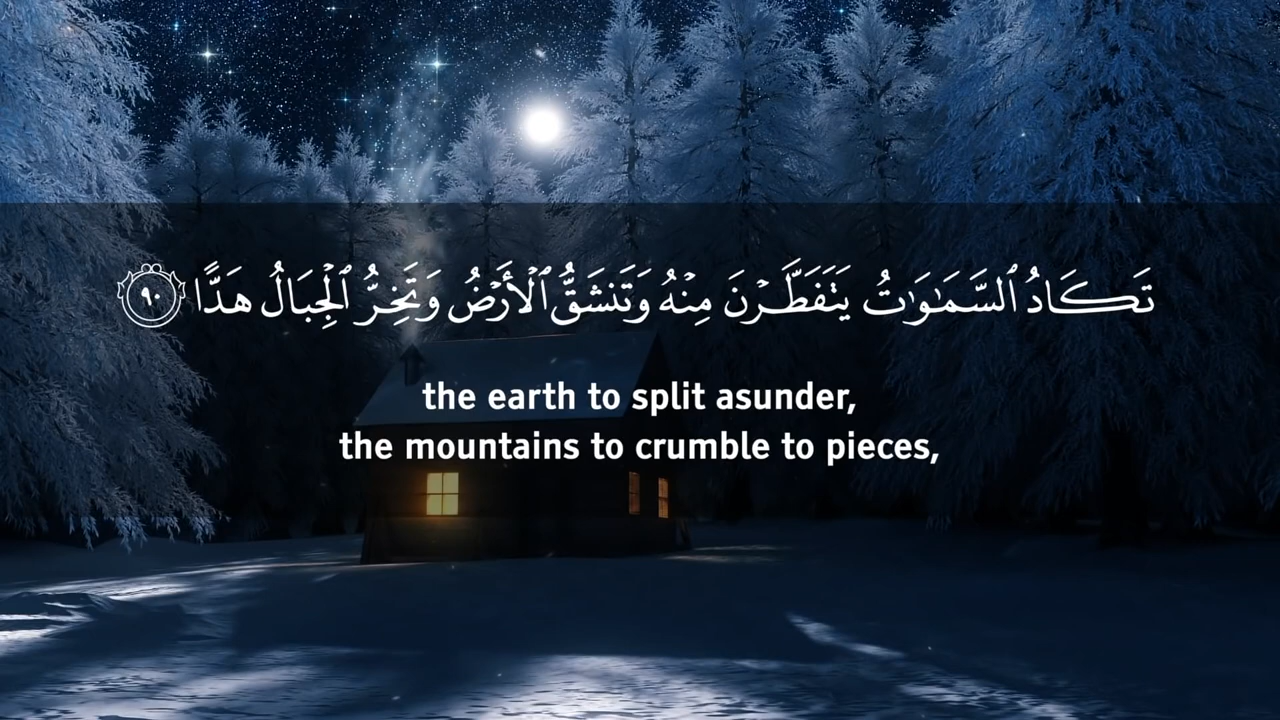 تَكَادُ ٱلسَّمَـٰوَٰتُ يَتَفَطَّرْنَ مِنْهُ وَتَنشَقُّ ٱلْأَرْضُ وَتَخِرُّ ٱلْجِبَالُ هَدًّا ٩٠
the earth to split asunder,
the mountains to crumble to pieces,